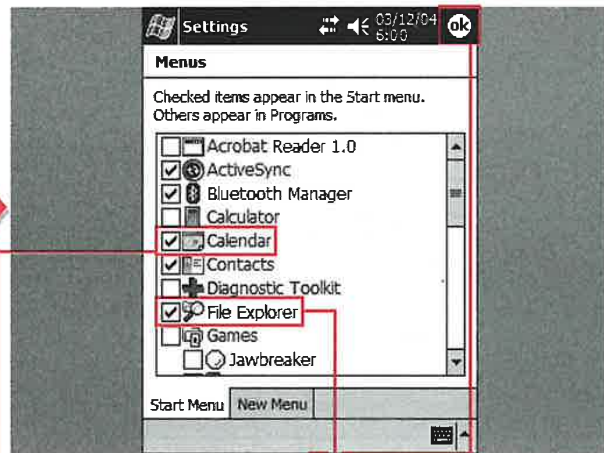 Settings
03/12/04
6:00
ok
Menus
Checked items appear in the Start menu.
Others appear in Programs.
Acrobat Reader 1.0
ActiveSync
Bluetooth Manager
Calculator
Calendar
Contacts
Diagnostic Toolkit
File Explorer
Games
Jawbreaker
Start Menu New Menu